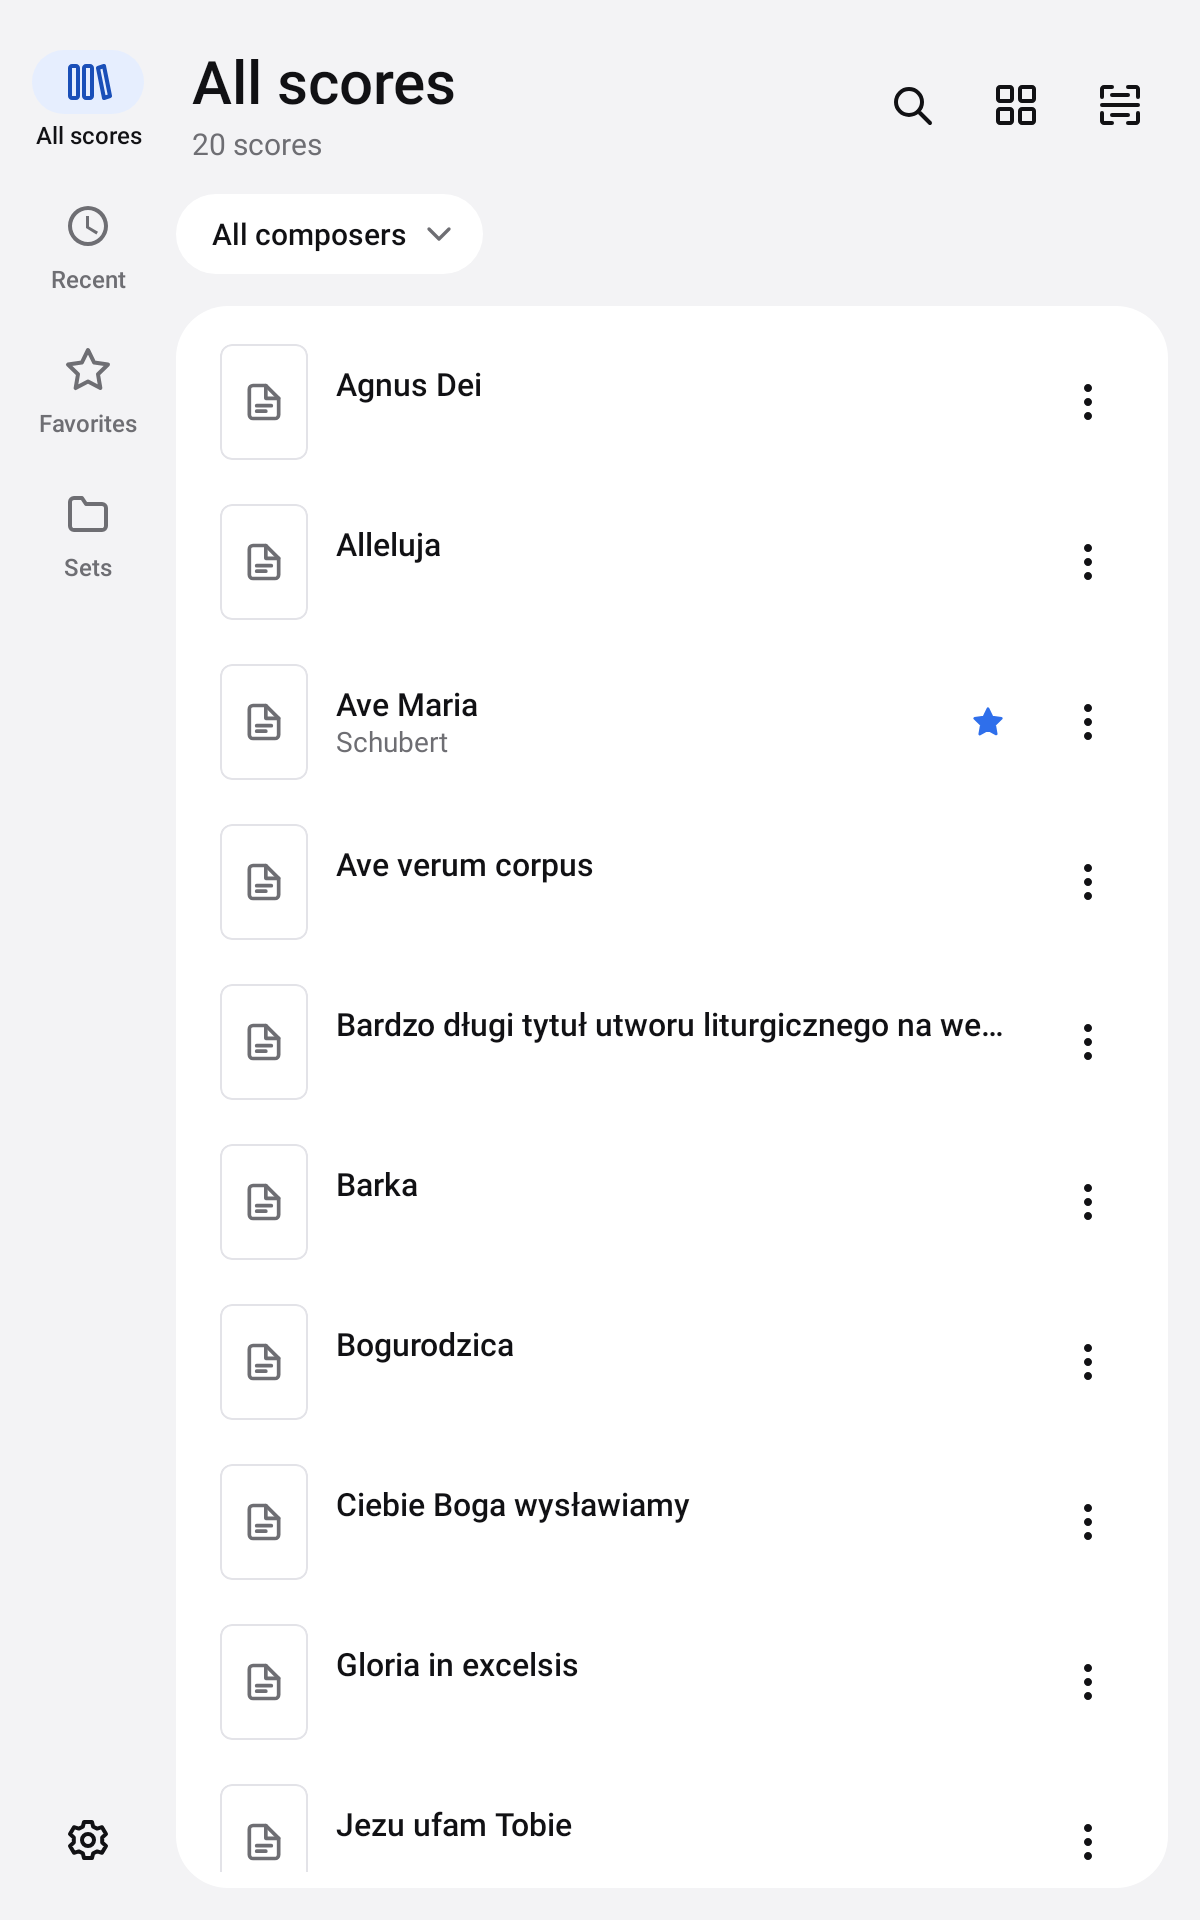 All scores
20 scores
All scores
Recent
Favorites
Sets
All composers
Agnus Dei
Alleluja
Ave Maria
Schubert
Ave verum corpus
Bardzo długi tytuł utworu liturgicznego na we…
Barka
Bogurodzica
Ciebie Boga wysławiamy
Gloria in excelsis
Jezu ufam Tobie